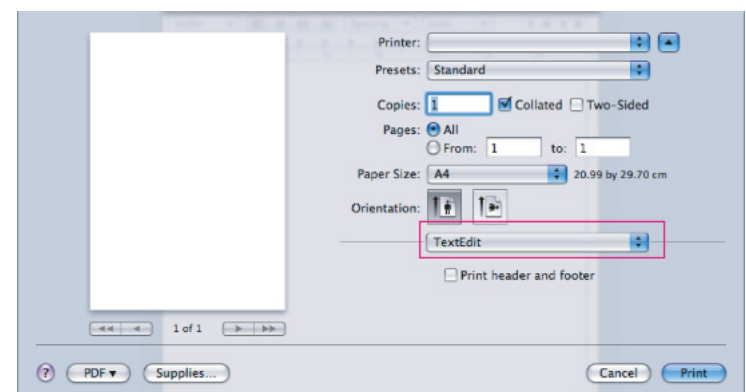 Printer:
Presets: Standard
Copies: 1 Collated Two-Sided
Pages: All
From: 1 to: 1
Paper Size: A4 20.99 by 29.70 cm
Orientation:
TextEdit
Print header and footer
1 of 1
? PDF Supplies... Cancel Print